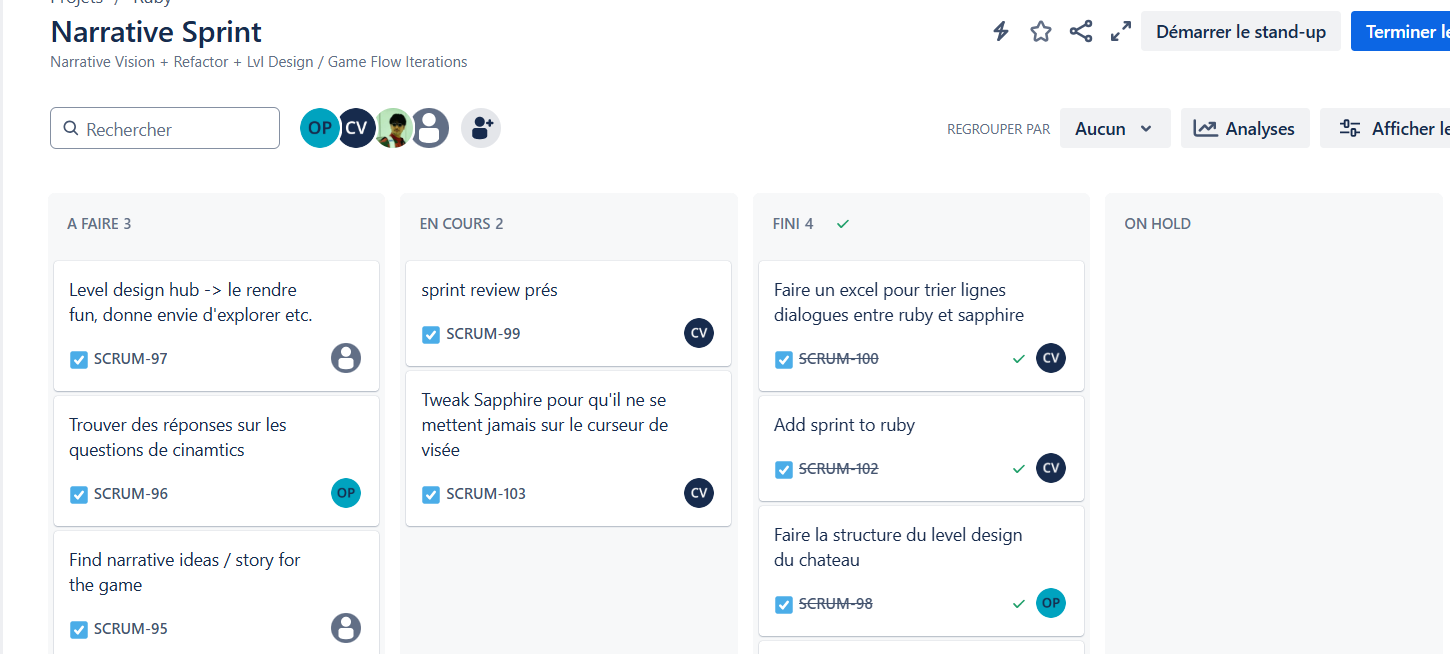 Projets / Ruby
Narrative Sprint
Démarrer le stand-up
Terminer le
Narrative Vision + Refactor + Lvl Design / Game Flow Iterations
Rechercher
OP
CV
REGROUPER PAR
Aucun
Analyses
Afficher le
A FAIRE 3
Level design hub -> le rendre
fun, donne envie d'explorer etc.
SCRUM-97
Trouver des réponses sur les
questions de cinamtics
SCRUM-96
OP
Find narrative ideas / story for
the game
SCRUM-95
EN COURS 2
sprint review prés
SCRUM-99
CV
Tweak Sapphire pour qu'il ne se
mettent jamais sur le curseur de
visée
SCRUM-103
CV
FINI 4
Faire un excel pour trier lignes
dialogues entre ruby et sapphire
SCRUM-100
CV
Add sprint to ruby
SCRUM-102
CV
Faire la structure du level design
du chateau
SCRUM-98
OP
ON HOLD